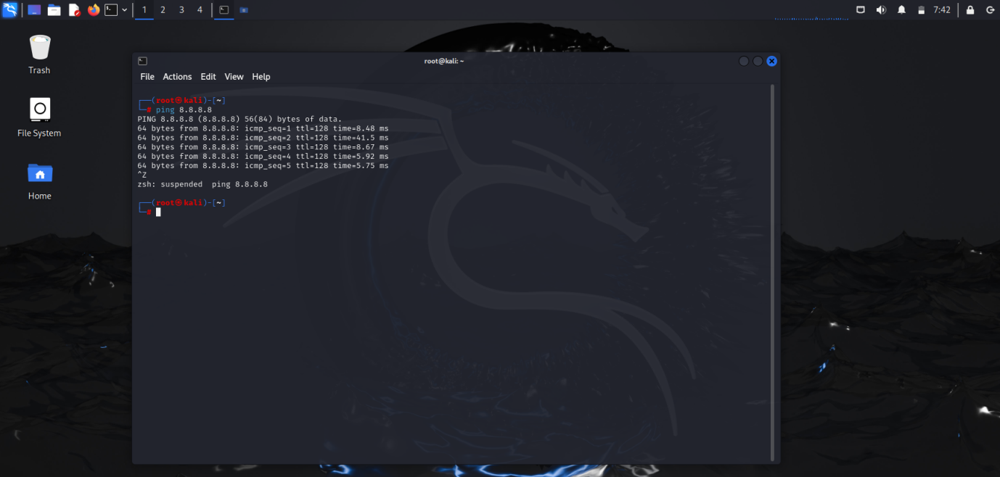 1 2 3 4 7:42
Trash
File System
Home
root@kali: ~
File Actions Edit View Help
┌──(root㉿kali)-[~]
└─# ping 8.8.8.8
PING 8.8.8.8 (8.8.8.8) 56(84) bytes of data.
64 bytes from 8.8.8.8: icmp_seq=1 ttl=128 time=8.48 ms
64 bytes from 8.8.8.8: icmp_seq=2 ttl=128 time=41.5 ms
64 bytes from 8.8.8.8: icmp_seq=3 ttl=128 time=8.67 ms
64 bytes from 8.8.8.8: icmp_seq=4 ttl=128 time=5.92 ms
64 bytes from 8.8.8.8: icmp_seq=5 ttl=128 time=5.75 ms
^Z
zsh: suspended  ping 8.8.8.8
┌──(root㉿kali)-[~]
└─#